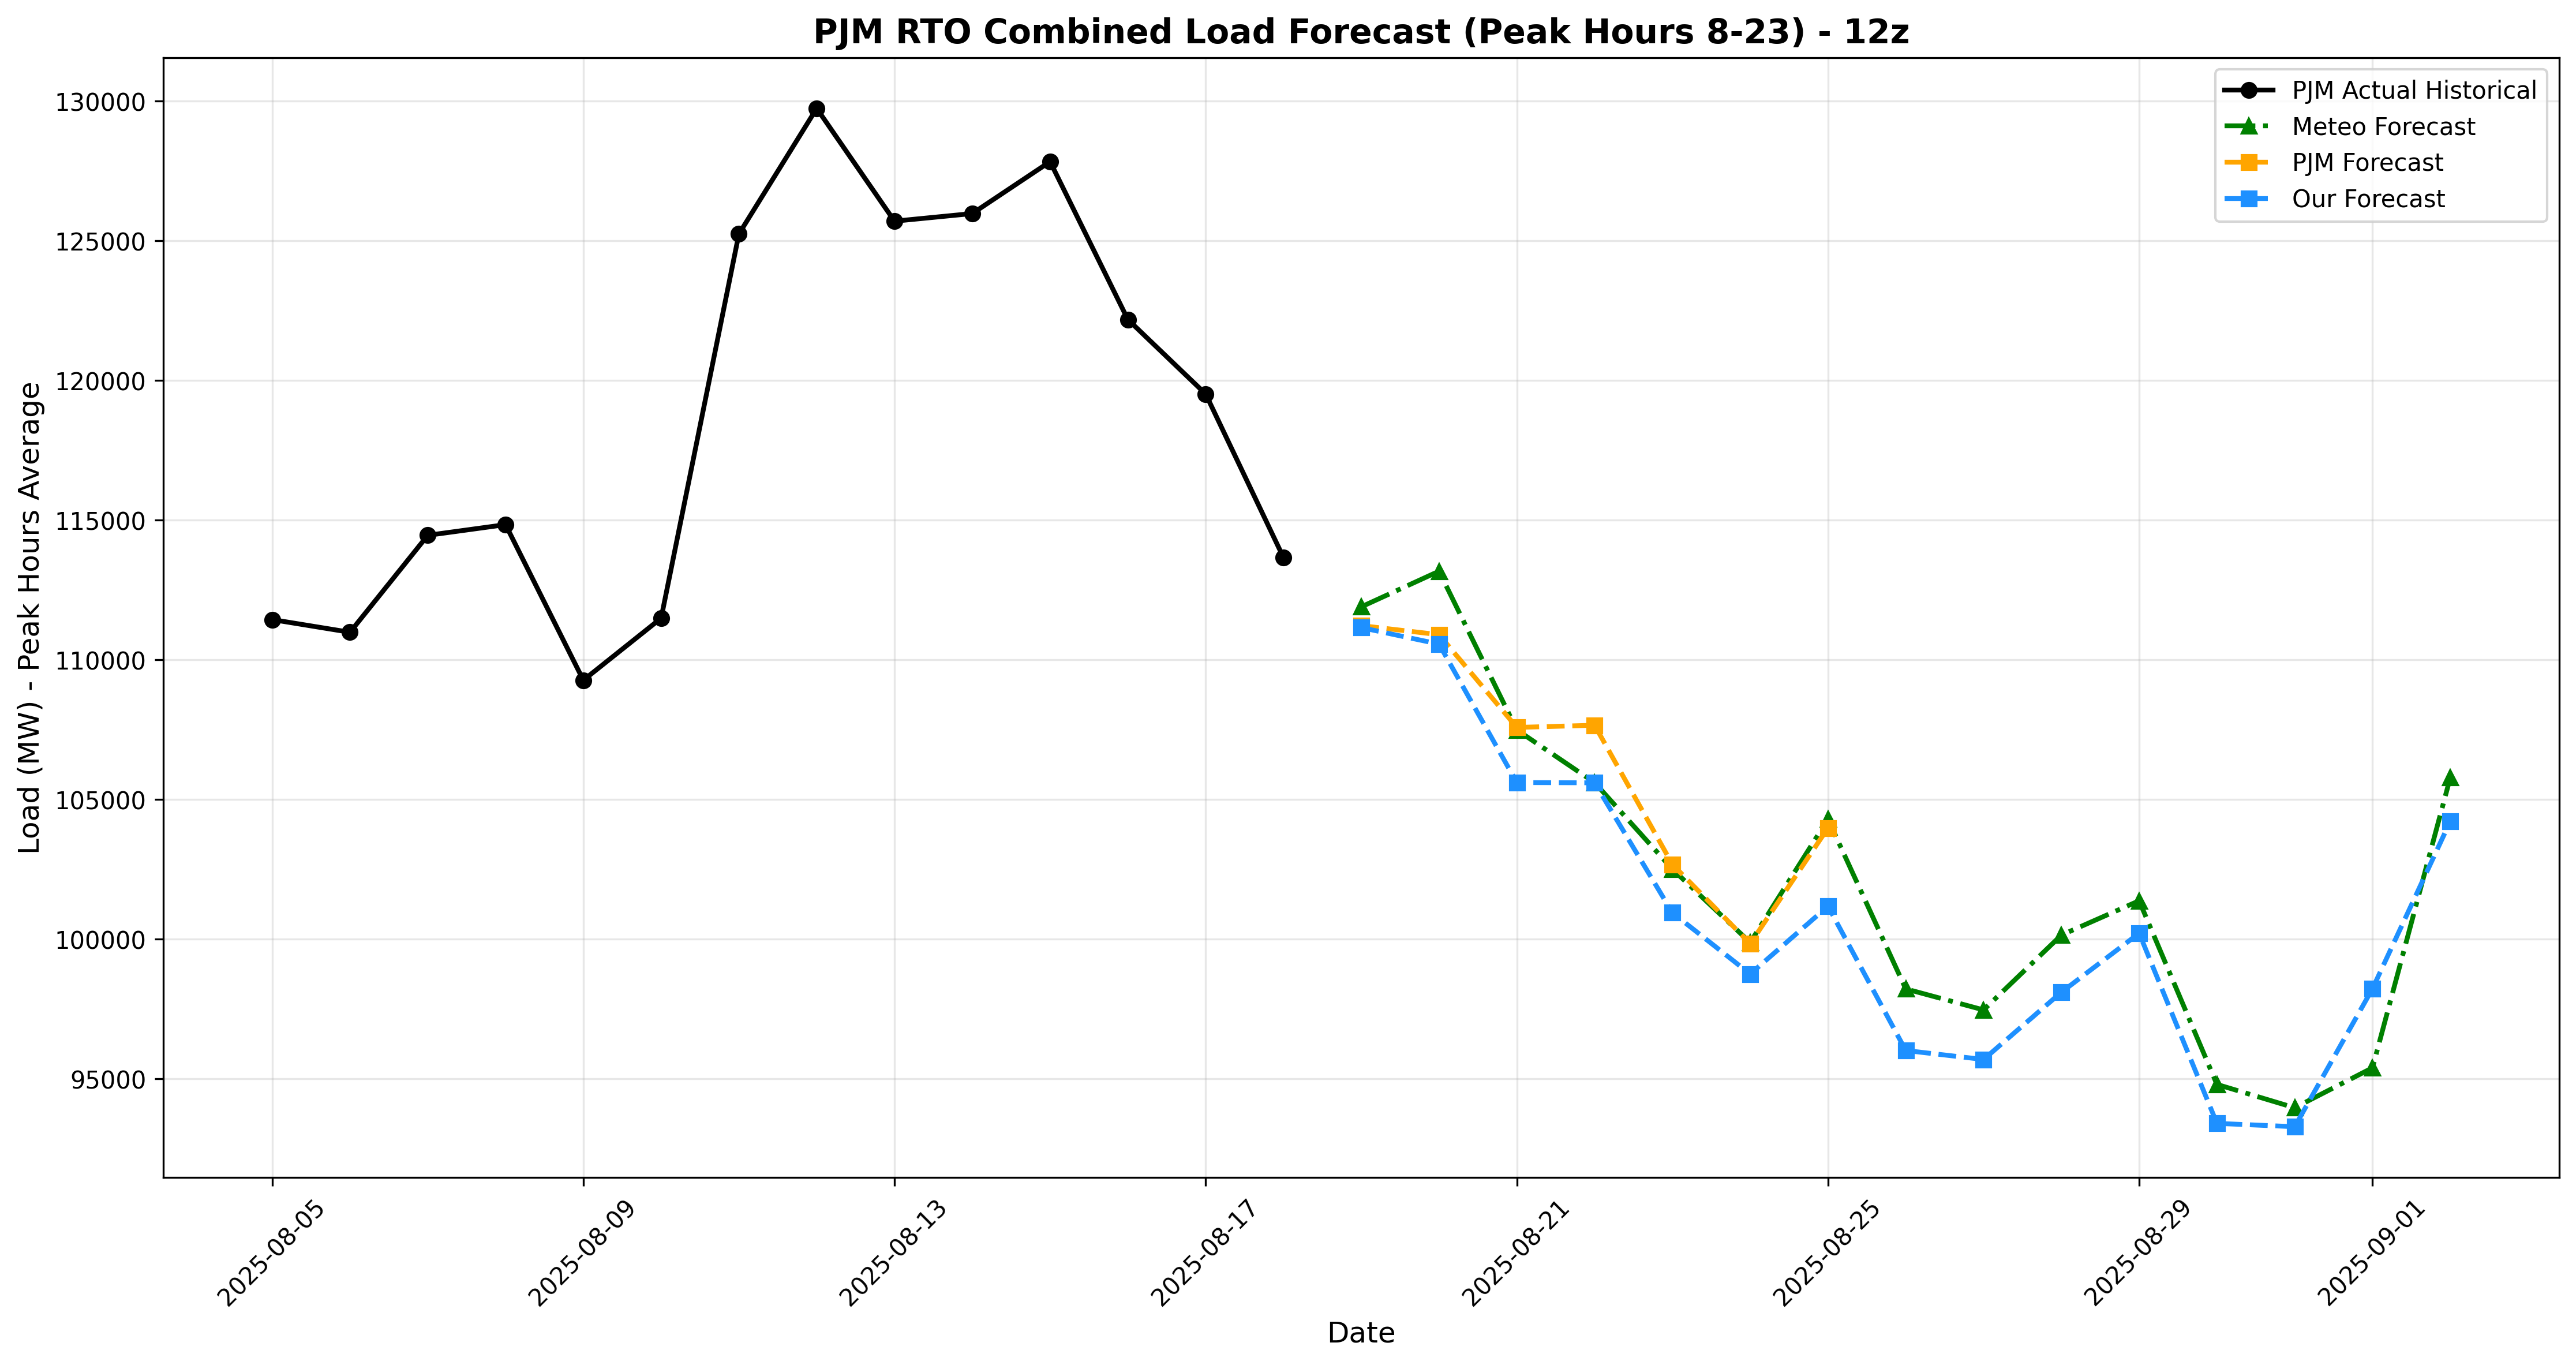 PJM RTO Combined Load Forecast (Peak Hours 8-23) - 12z
PJM Actual Historical
Meteo Forecast
PJM Forecast
Our Forecast
Load (MW) - Peak Hours Average
130000
125000
120000
115000
110000
105000
100000
95000
2025-08-05
2025-08-09
2025-08-13
2025-08-17
2025-08-21
2025-08-25
2025-08-29
2025-09-01
Date